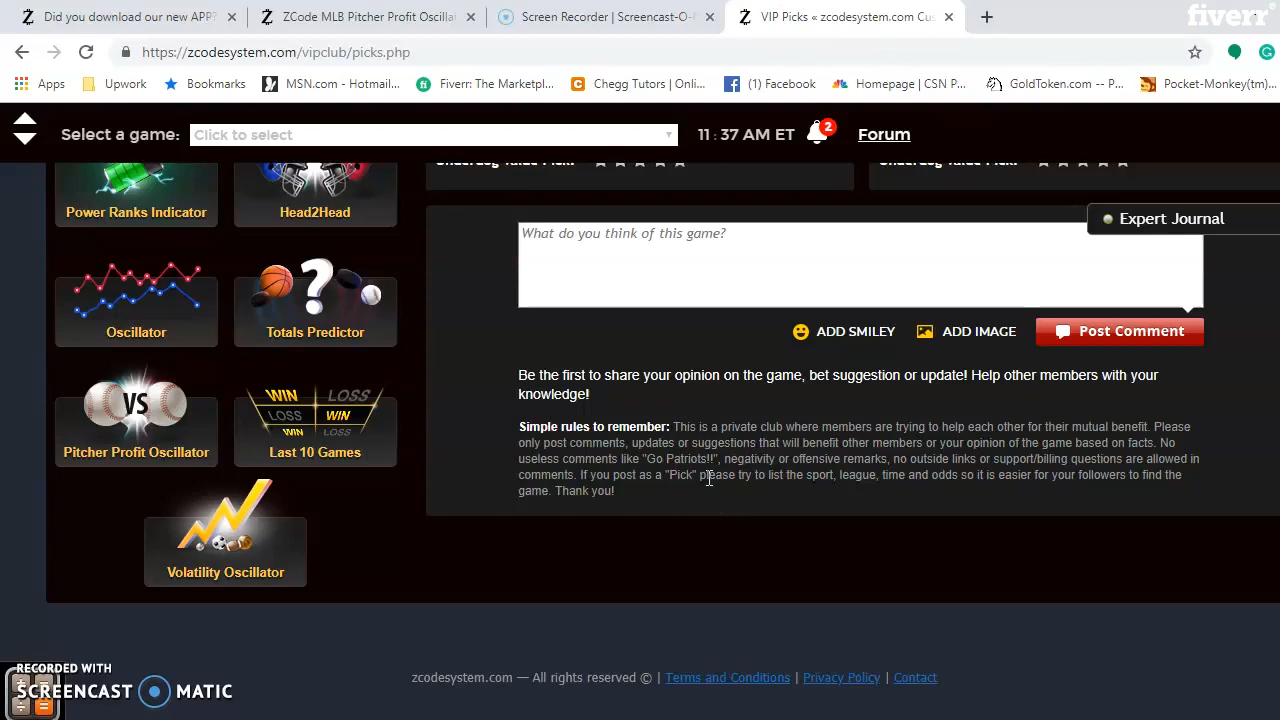 Did you download our new APP?
ZCode MLB Pitcher Profit Oscilla
Screen Recorder | Screencast-O-
VIP Picks « zcodesystem.com Cus
fiverr
https://zcodesystem.com/vipclub/picks.php
Apps
Upwork
Bookmarks
MSN.com - Hotmail...
Fiverr: The Marketpl...
Chegg Tutors | Onli...
(1) Facebook
Homepage | CSN P...
GoldToken.com -- P...
Pocket-Monkey(tm)...
Select a game:
Click to select
11 : 37 AM ET
2
Forum
Underdog Value Pick:
Underdog Value Pick:
Power Ranks Indicator
Head2Head
Expert Journal
What do you think of this game?
Oscillator
Totals Predictor
ADD SMILEY
ADD IMAGE
Post Comment
Be the first to share your opinion on the game, bet suggestion or update! Help other members with your
knowledge!
VS
WIN LOSS
LOSS WIN
WIN LOSS
Pitcher Profit Oscillator
Last 10 Games
Simple rules to remember: This is a private club where members are trying to help each other for their mutual benefit. Please
only post comments, updates or suggestions that will benefit other members or your opinion of the game based on facts. No
useless comments like "Go Patriots!!", negativity or offensive remarks, no outside links or support/billing questions are allowed in
comments. If you post as a "Pick" please try to list the sport, league, time and odds so it is easier for your followers to find the
game. Thank you!
Volatility Oscillator
zcodesystem.com — All rights reserved © | Terms and Conditions | Privacy Policy | Contact
RECORDED WITH
SCREENCAST MATIC